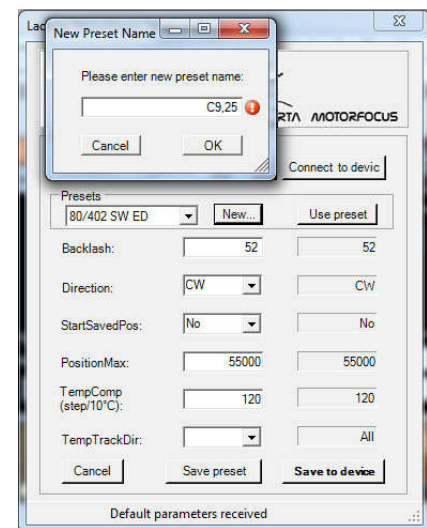 Lac
New Preset Name
Please enter new preset name:
C9,25
Cancel OK
RTA MOTORFOCUS
Connect to devic
Presets
80/402 SW ED New... Use preset
Backlash: 52 52
Direction: CW CW
StartSavedPos: No No
PositionMax: 55000 55000
TempComp
(step/10°C): 120 120
TempTrackDir: All
Cancel Save preset Save to device
Default parameters received